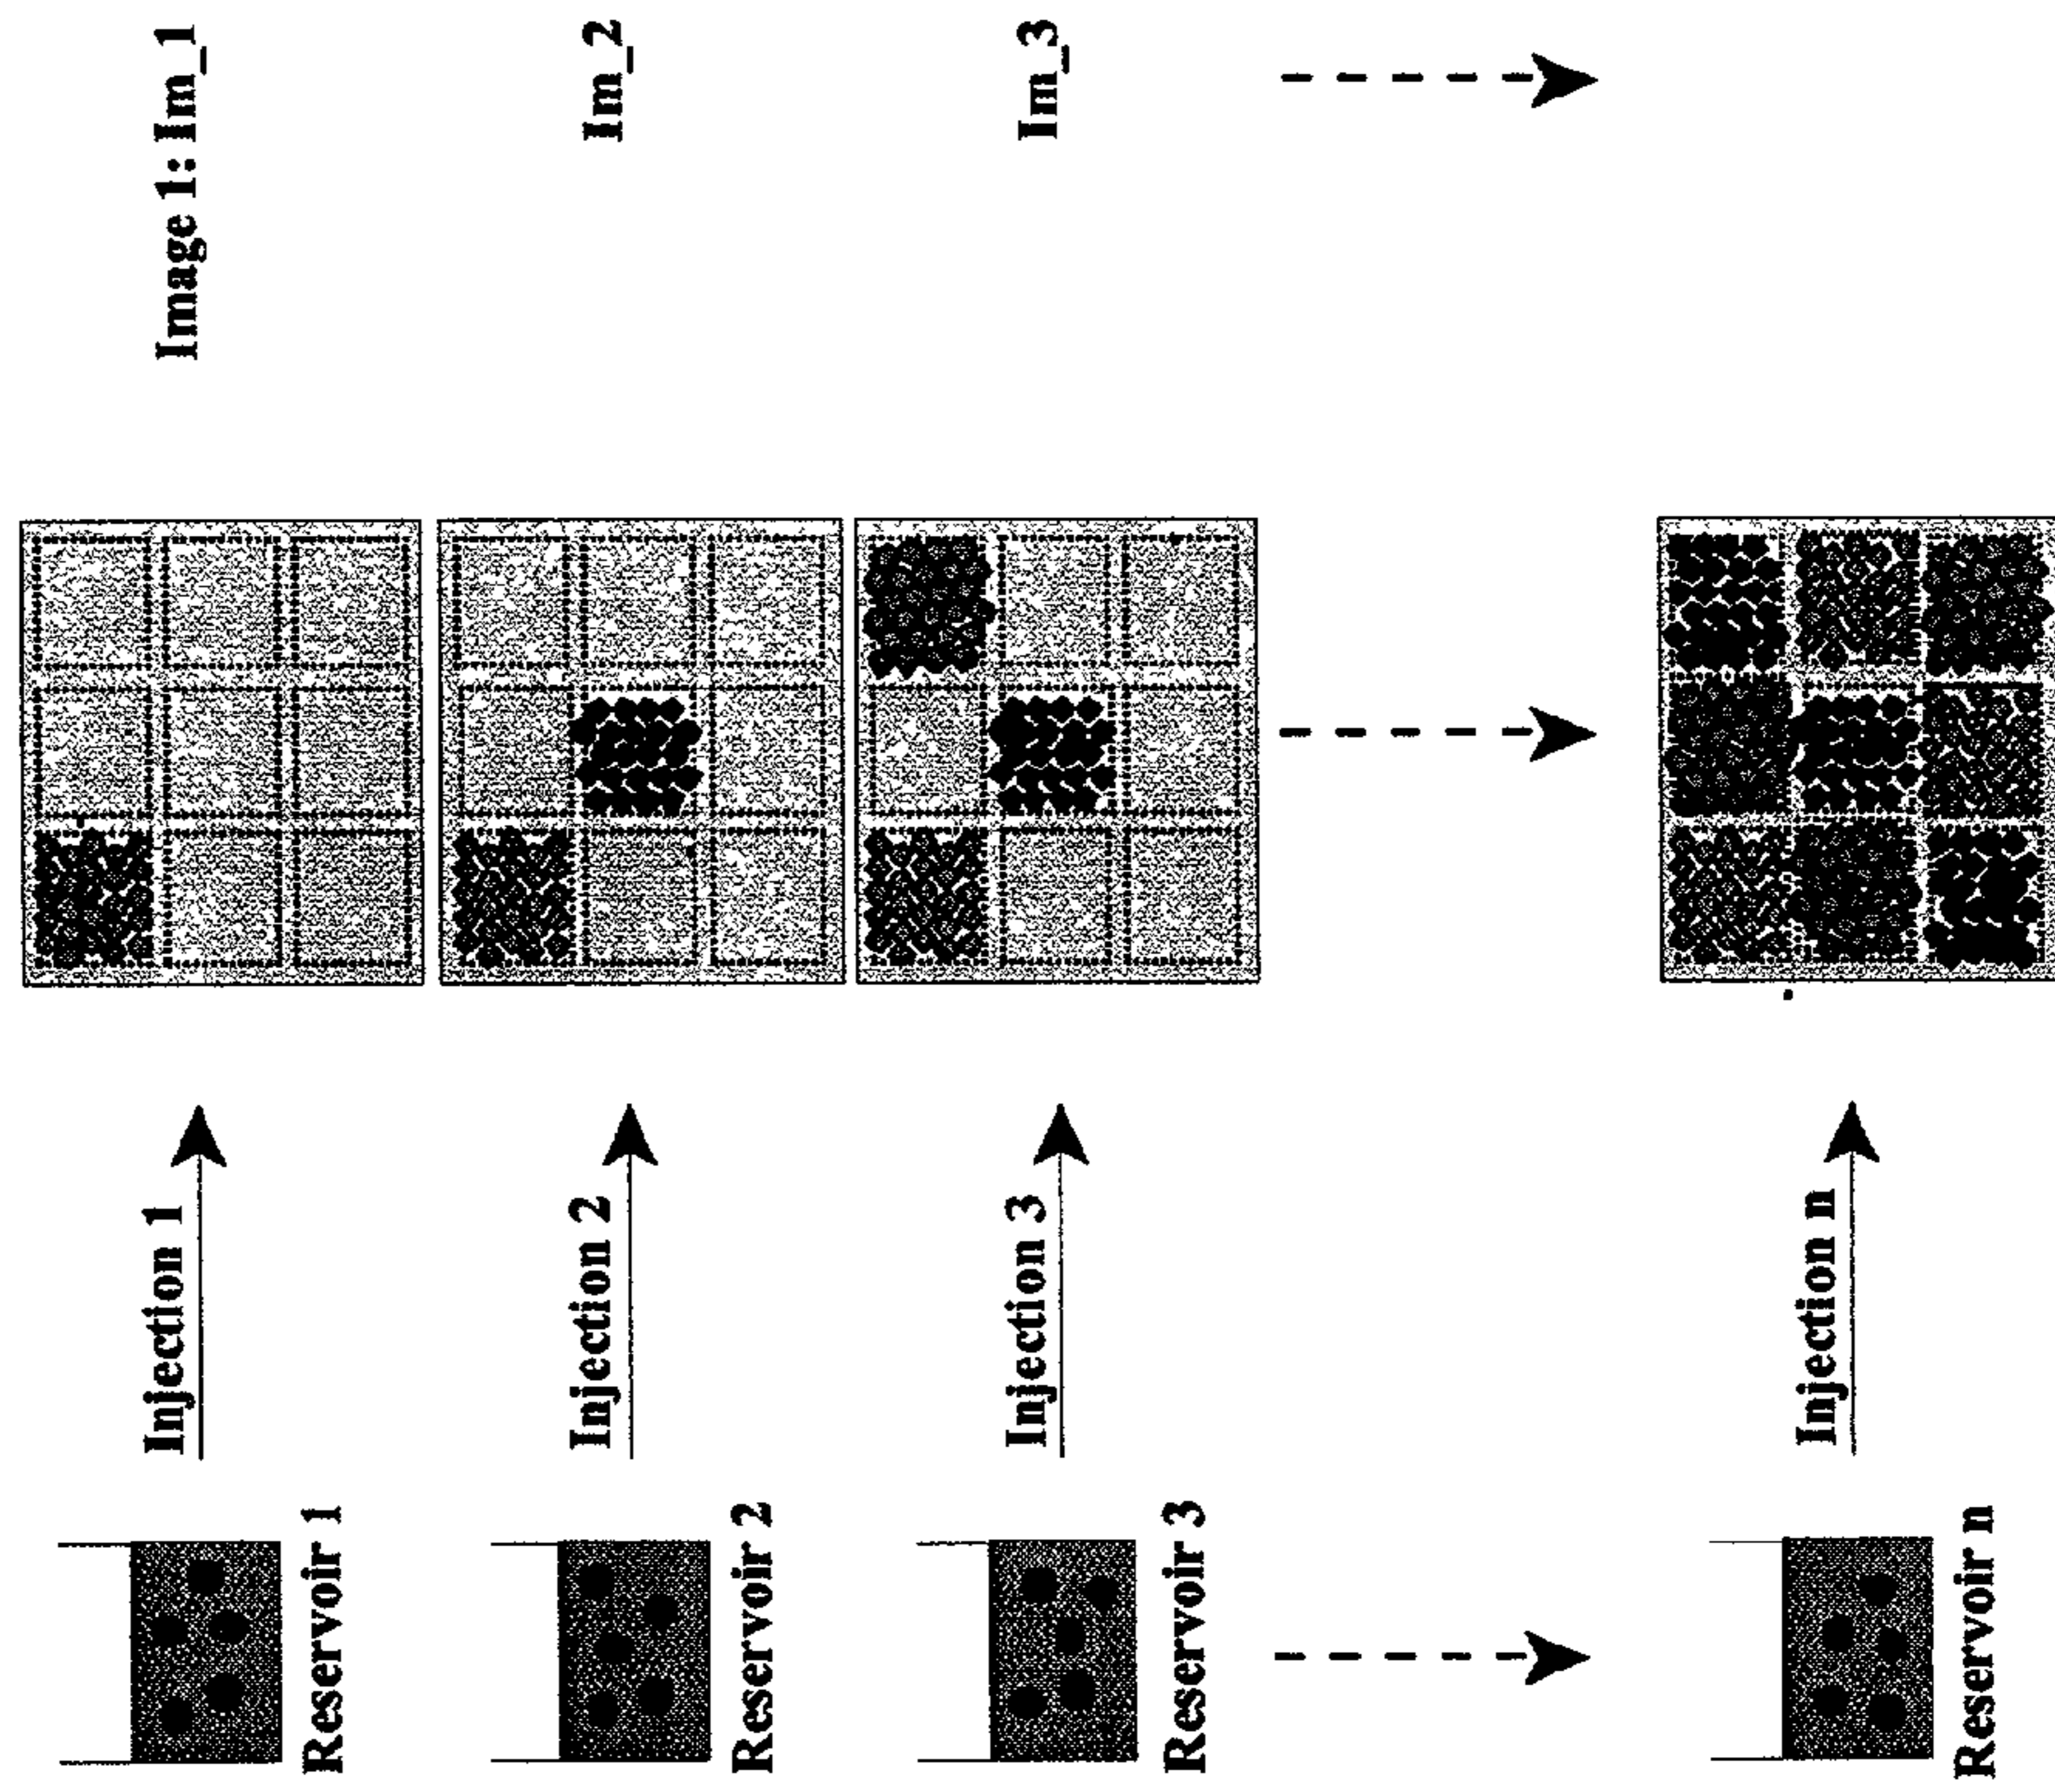 Reservoir 1
Injection 1
Image 1: Im_1
Reservoir 2
Injection 2
Im_2
Reservoir 3
Injection 3
Im_3
Reservoir n
Injection n